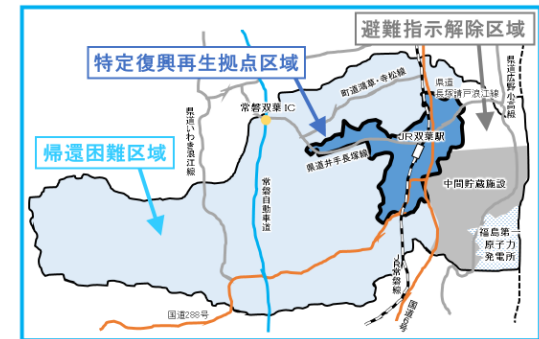 避難指示解除区域
特定復興再生拠点区域
県道広野小高線
町道鴻草・寺松線
県道
長塚請戸浪江線
常磐双葉IC
JR双葉駅
県道いわき浪江線
帰還困難区域
県道井手長塚線
中間貯蔵施設
常磐自動車道
福島第一
原子力
発電所
JR常磐線
国道6号
国道288号